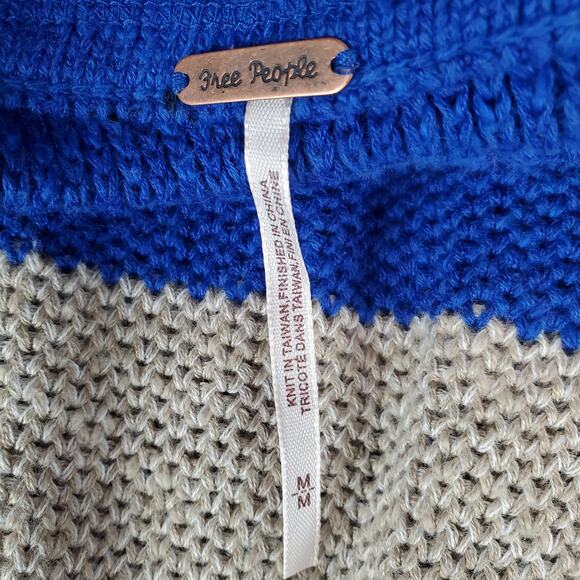 Free People
KNIT IN TAIWAN,FINISHED IN CHINA
TRICOTÉ DANS TAIWAN,FINI EN CHINE
M
M